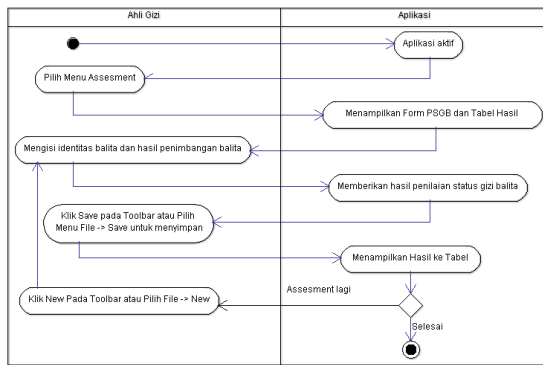 Ahli Gizi
Aplikasi
Aplikasi aktif
Pilih Menu Assesment
Menampilkan Form PSGB dan Tabel Hasil
Mengisi identitas balita dan hasil penimbangan balita
Memberikan hasil penilaian status gizi balita
Klik Save pada Toolbar atau Pilih
Menu File -> Save untuk menyimpan
Menampilkan Hasil ke Tabel
Assesment lagi
Klik New Pada Toolbar atau Pilih File -> New
Selesai